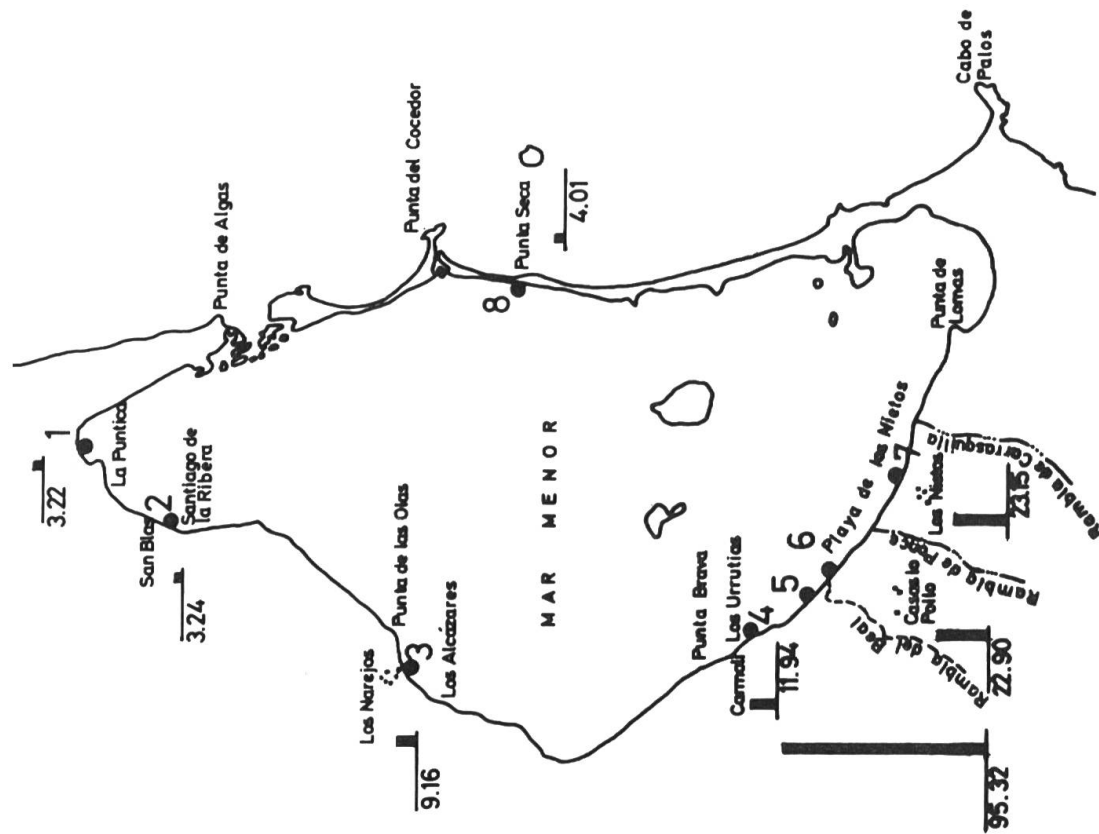 Punta de Algas
Punta del Cocedor
Punta Seca
4.01
8
Cabo de
Palos
1
La Puntica
3.22
San Blas
2
Santiago de
la Ribera
3.24
Punta de las Olas
Los Narejos
3
Los Alcázares
9.16
MAR MENOR
Punta Brava
Los Urrutias
Carmoli
4
11.94
5
6
Playa de los Nietos
7
Los Nietos
Punta de
Lomas
Rambla del Beal
Casas lo
Pollo
Rambla de Ponce
Rambla de Carrasquilla
95.32
22.90
23.15